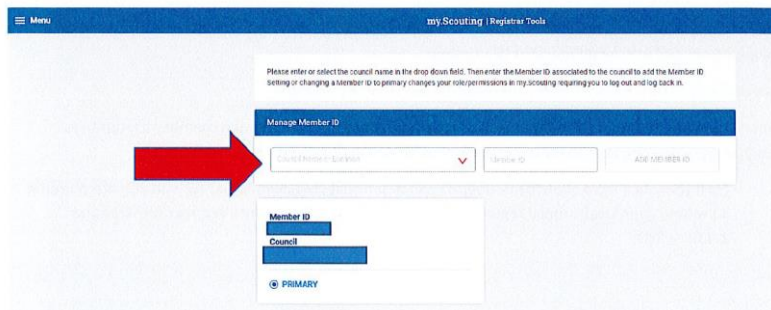 Menu
my.Scouting | Registrar Tools
Please enter or select the council name in the drop down field. Then enter the Member ID associated to the council to add the Member ID
Setting or changing a Member ID to primary changes your role/permissions in my.Scouting requiring you to log out and log back in.
Manage Member ID
Member ID
ADD MEMBER ID
Member ID
Council
PRIMARY